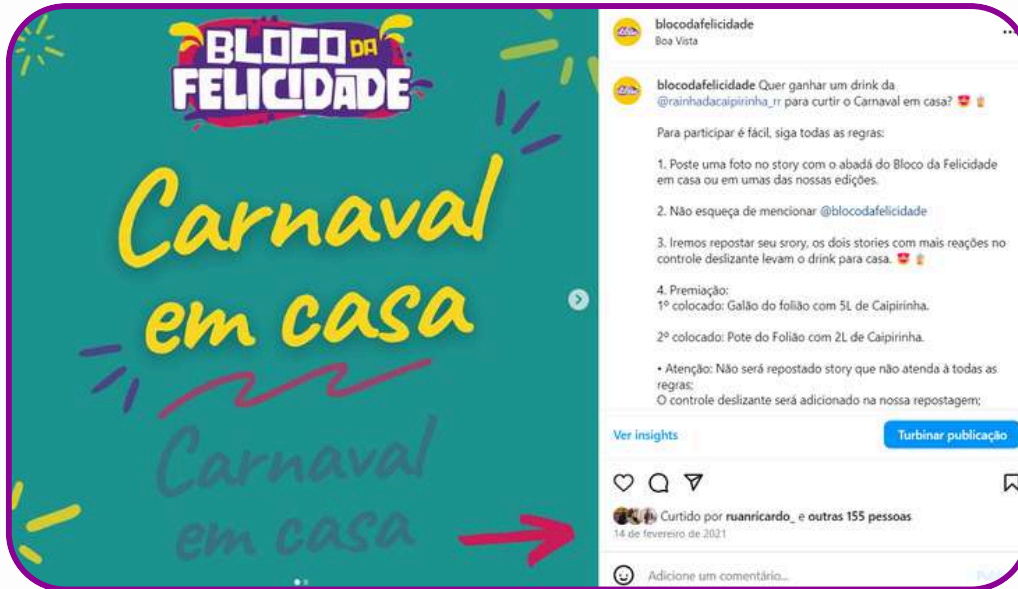 BLOCO DA
FELICIDADE
Carnaval
em casa
Carnaval
em casa
blocodafelicidade
Boa Vista
blocodafelicidade Quer ganhar um drink da
@rainhadacaipirinha_rr para curtir o Carnaval em casa?
Para participar é fácil, siga todas as regras:
1. Poste uma foto no story com o abadá do Bloco da Felicidade
em casa ou em umas das nossas edições.
2. Não esqueça de mencionar @blocodafelicidade
3. Iremos repostar seu srory, os dois stories com mais reações no
controle deslizante levam o drink para casa.
4. Premiação:
1º colocado: Galão do folião com 5L de Caipirinha.
2º colocado: Pote do Folião com 2L de Caipirinha.
• Atenção: Não será repostado story que não atenda à todas as
regras;
O controle deslizante será adicionado na nossa repostagem;
Ver insights
Turbinar publicação
Curtido por ruanricardo_ e outras 155 pessoas
14 de fevereiro de 2021
Adicione um comentário...